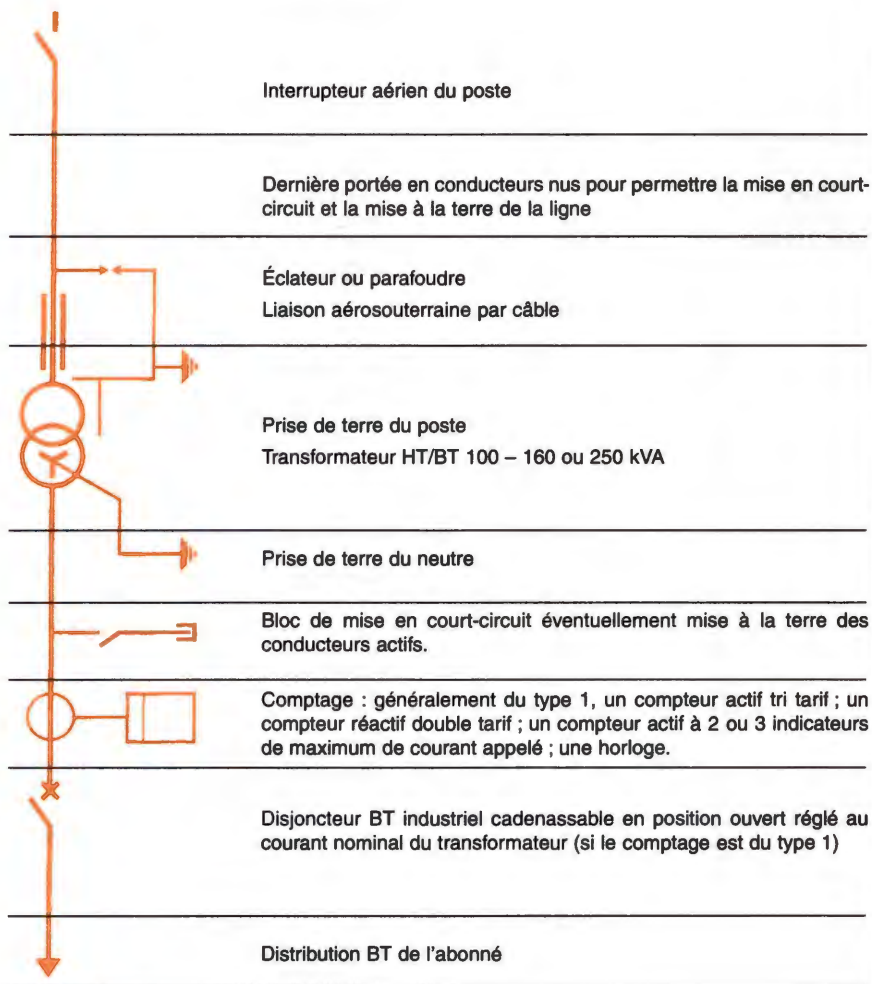 Interrupteur aérien du poste
Dernière portée en conducteurs nus pour permettre la mise en court-
circuit et la mise à la terre de la ligne
Éclateur ou parafoudre
Liaison aérosouterraine par câble
Prise de terre du poste
Transformateur HT/BT 100 – 160 ou 250 kVA
Prise de terre du neutre
Bloc de mise en court-circuit éventuellement mise à la terre des
conducteurs actifs.
Comptage : généralement du type 1, un compteur actif tri tarif ; un
compteur réactif double tarif ; un compteur actif à 2 ou 3 indicateurs
de maximum de courant appelé ; une horloge.
Disjoncteur BT industriel cadenassable en position ouvert réglé au
courant nominal du transformateur (si le comptage est du type 1)
Distribution BT de l'abonné